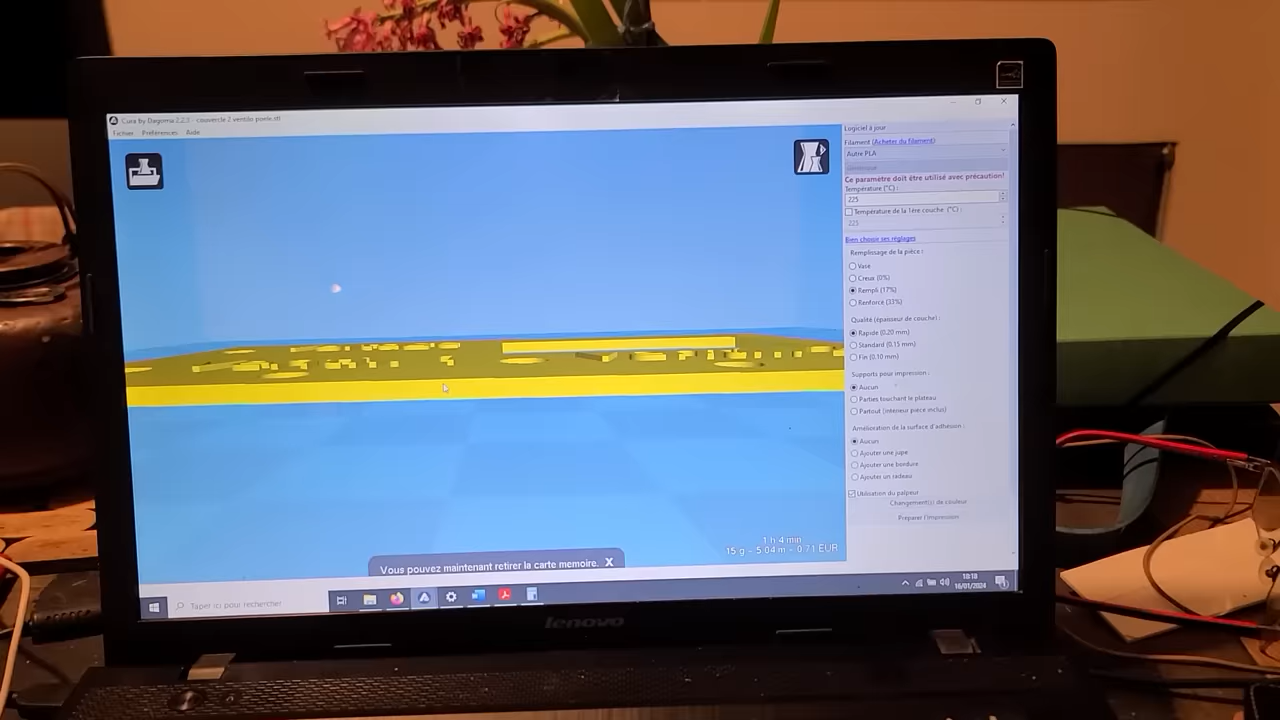 Cura by Dagoma 2.2.3 - couvercle 2 ventilo poele.stl
Fichier Préférences Aide
Logiciel à jour
Filament (Acheter du filament) :
Autre PLA
Ce paramètre doit être utilisé avec précaution!
Température (°C) :
225
Température de la 1ère couche (°C) :
225
Bien choisir ses réglages
Remplissage de la pièce :
Vase
Creux (0%)
Rempli (17%)
Renforcé (33%)
Qualité (épaisseur de couche) :
Rapide (0.20 mm)
Standard (0.15 mm)
Fin (0.10 mm)
Supports pour impression :
Aucun
Parties touchant le plateau
Partout (intérieur pièce inclus)
Amélioration de la surface d'adhésion :
Aucun
Ajouter une jupe
Ajouter une bordure
Ajouter un radeau
Utilisation du palpeur
Changement(s) de couleur
Préparer l'impression
1 h 4 min
15 g - 5.04 m - 0.71 EUR
Vous pouvez maintenant retirer la carte memoire. X
Taper ici pour rechercher
18:18
16/01/2024
lenovo